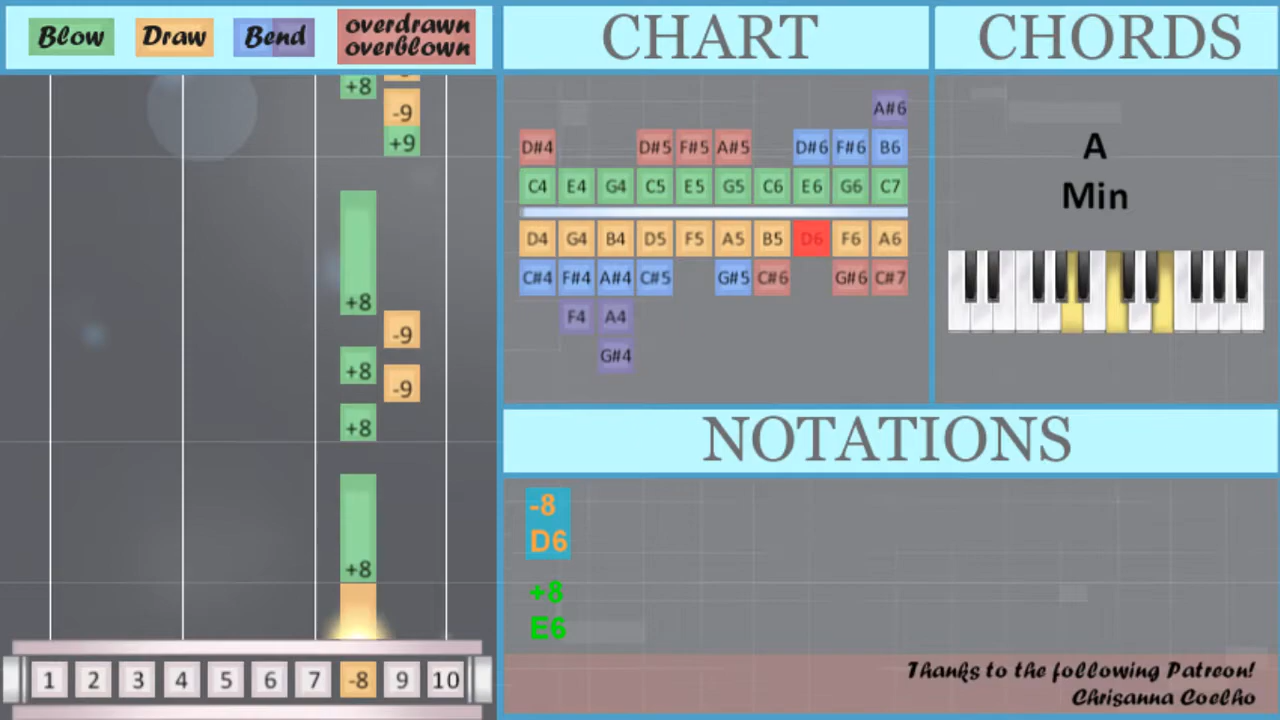 Blow Draw Bend overdrawn
overblown
CHART
CHORDS
+8
-9
+9
+8
-9
+8
-9
+8
+8
1 2 3 4 5 6 7 -8 9 10
A#6
D#4 D#5 F#5 A#5 D#6 F#6 B6
C4 E4 G4 C5 E5 G5 C6 E6 G6 C7
D4 G4 B4 D5 F5 A5 B5 D6 F6 A6
C#4 F#4 A#4 C#5 G#5 C#6 G#6 C#7
F4 A4
G#4
A
Min
NOTATIONS
-8
D6
+8
E6
Thanks to the following Patreon!
Chrisanna Coelho